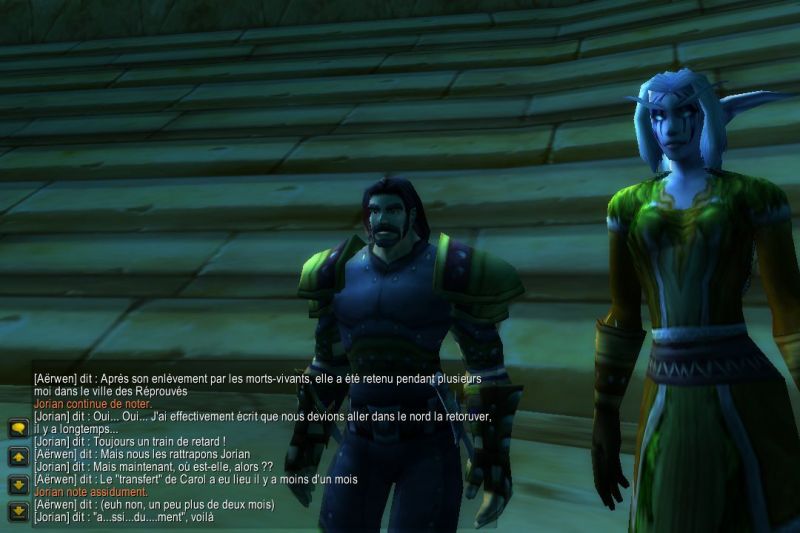 [Aërwen] dit : Après son enlèvement par les morts-vivants, elle a été retenu pendant plusieurs
moi dans le ville des Réprouvés
Jorian continue de noter.
[Jorian] dit : Oui... Oui... J'ai effectivement écrit que nous devions aller dans le nord la retoruver,
il y a longtemps...
[Jorian] dit : Toujours un train de retard !
[Aërwen] dit : Mais nous les rattrapons Jorian
[Jorian] dit : Mais maintenant, où est-elle, alors ??
[Aërwen] dit : Le "transfert" de Carol a eu lieu il y a moins d'un mois
Jorian note assidument.
[Aërwen] dit : (euh non, un peu plus de deux mois)
[Jorian] dit : "a...ssi...du....ment", voilà